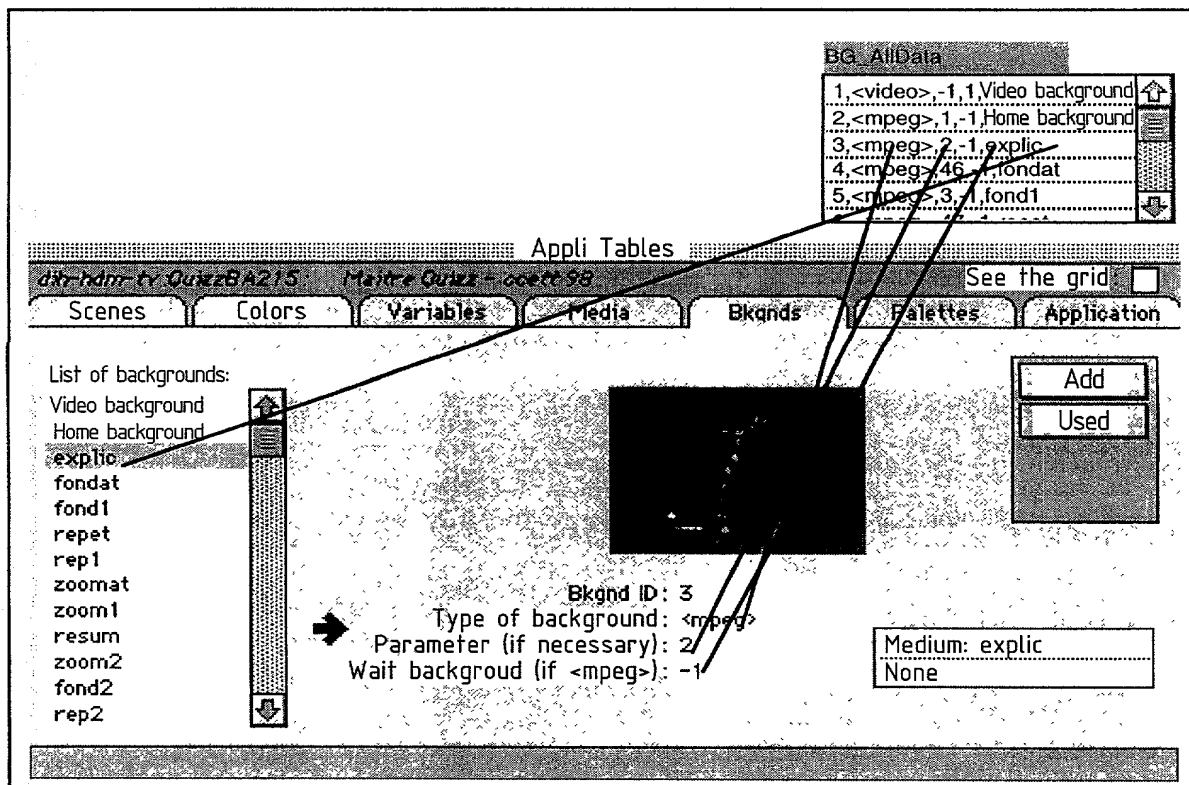 BG_AllData
1,<video>,-1,1,Video background
2,<mpeg>,1,-1,Home background
3,<mpeg>,2,-1,explic
4,<mpeg>,46,-1,fondat
5,<mpeg>,3,-1,fond1
Appli Tables
See the grid
Scenes
Colors
Variables
Media
Bkgnds
Palettes
Application
List of backgrounds:
Video background
Home background
explic
fondat
fond1
repet
rep1
zoomat
zoom1
resum
zoom2
fond2
rep2
Add
Used
Bkgnd ID: 3
Type of background: <mpeg>
Parameter (if necessary): 2
Wait backgroud (if <mpeg>): -1
Medium: explic
None